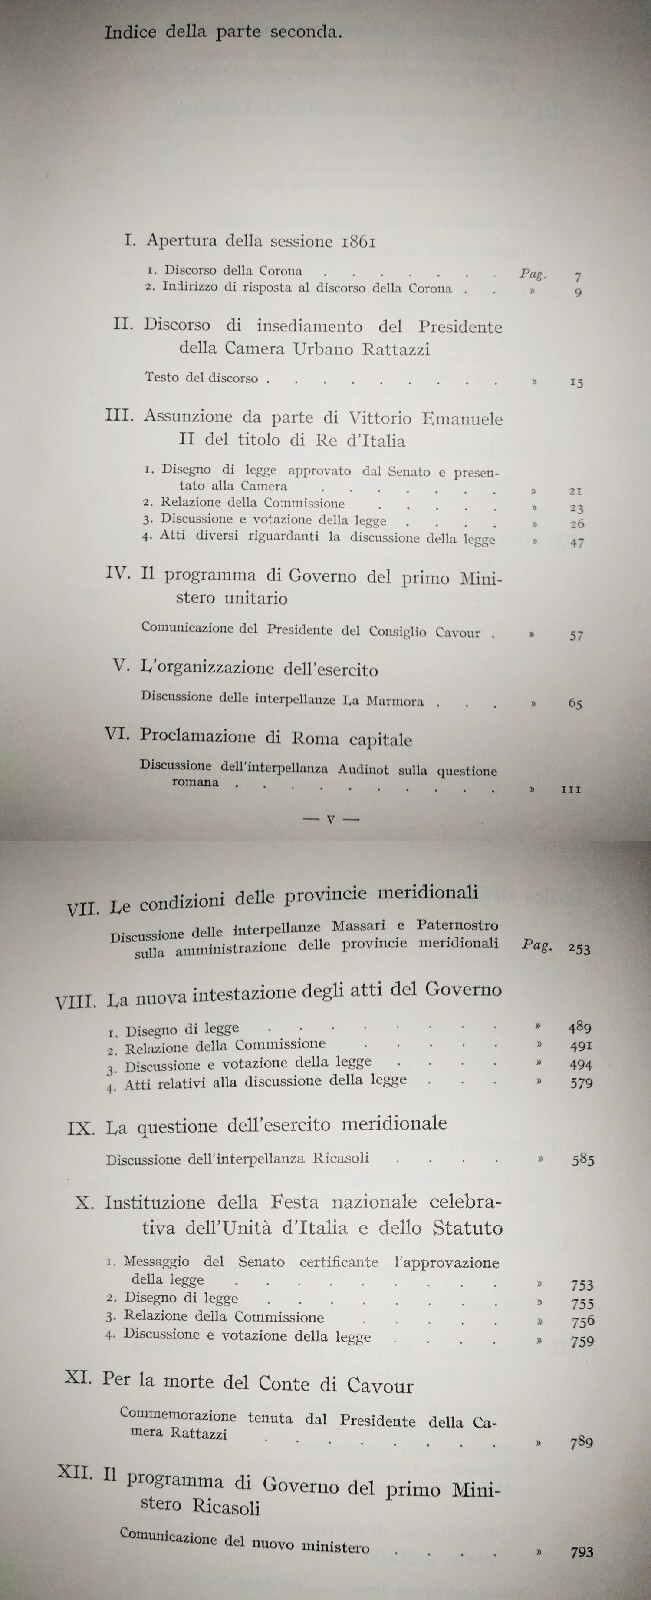 Indice della parte seconda.
I. Apertura della sessione 1861
1. Discorso della Corona . . . . . . . Pag. 7
2. Indirizzo di risposta al discorso della Corona . . » 9
II. Discorso di insediamento del Presidente
della Camera Urbano Rattazzi
Testo del discorso . . . . . . . . . » 15
III. Assunzione da parte di Vittorio Emanuele
II del titolo di Re d'Italia
1. Disegno di legge approvato dal Senato e presen-
tato alla Camera . . . . . . . » 21
2. Relazione della Commissione . . . . . » 23
3. Discussione e votazione della legge . . . . » 26
4. Atti diversi riguardanti la discussione della legge » 47
IV. Il programma di Governo del primo Mini-
stero unitario
Comunicazione del Presidente del Consiglio Cavour . » 57
V. L'organizzazione dell'esercito
Discussione delle interpellanze La Marmora . . . » 65
VI. Proclamazione di Roma capitale
Discussione dell'interpellanza Audinot sulla questione
romana . . . . . . . . . . » 111
— V —
VII. Le condizioni delle provincie meridionali
Discussione delle interpellanze Massari e Paternostro
sulla amministrazione delle provincie meridionali Pag. 253
VIII. La nuova intestazione degli atti del Governo
1. Disegno di legge . . . . . . . . » 489
2. Relazione della Commissione . . . . . » 491
3. Discussione e votazione della legge . . . . » 494
4. Atti relativi alla discussione della legge . . . » 579
IX. La questione dell'esercito meridionale
Discussione dell'interpellanza Ricasoli . . . . » 585
X. Instituzione della Festa nazionale celebra-
tiva dell'Unità d'Italia e dello Statuto
1. Messaggio del Senato certificante l'approvazione
della legge . . . . . . . . . » 753
2. Disegno di legge . . . . . . . . » 755
3. Relazione della Commissione . . . . . » 756
4. Discussione e votazione della legge . . . . » 759
XI. Per la morte del Conte di Cavour
Commemorazione tenuta dal Presidente della Ca-
mera Rattazzi . . . . . . . . » 789
XII. Il programma di Governo del primo Mini-
stero Ricasoli
Comunicazione del nuovo ministero . . . . » 793